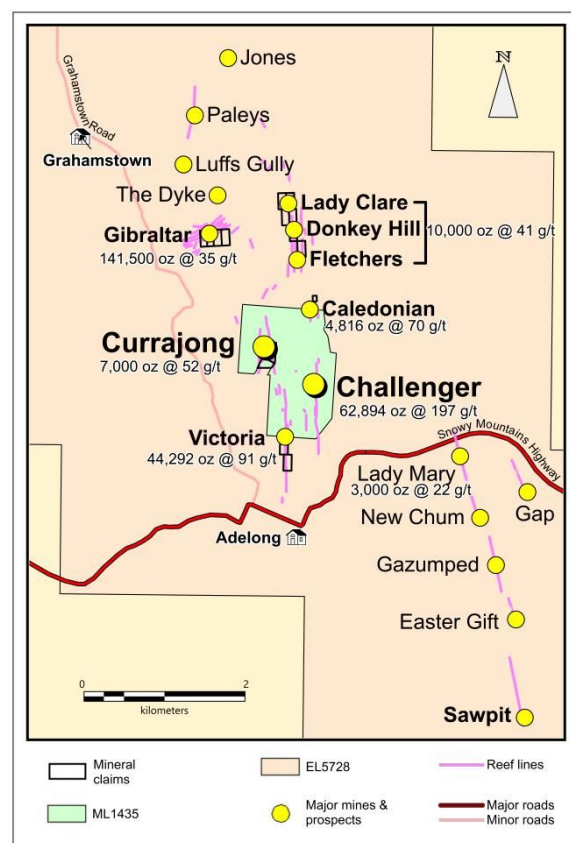 Jones
N
Grahamstown Road
Paleys
Grahamstown
Luffs Gully
The Dyke
Lady Clare
Donkey Hill
10,000 oz @ 41 g/t
Gibraltar
141,500 oz @ 35 g/t
Fletchers
Caledonian
4,816 oz @ 70 g/t
Currajong
7,000 oz @ 52 g/t
Challenger
62,894 oz @ 197 g/t
Victoria
44,292 oz @ 91 g/t
Snowy Mountains Highway
Lady Mary
3,000 oz @ 22 g/t
Gap
New Chum
Adelong
Gazumped
Easter Gift
0 2
kilometers
Sawpit
Mineral
claims
EL5728
Reef lines
ML1435
Major mines &
prospects
Major roads
Minor roads